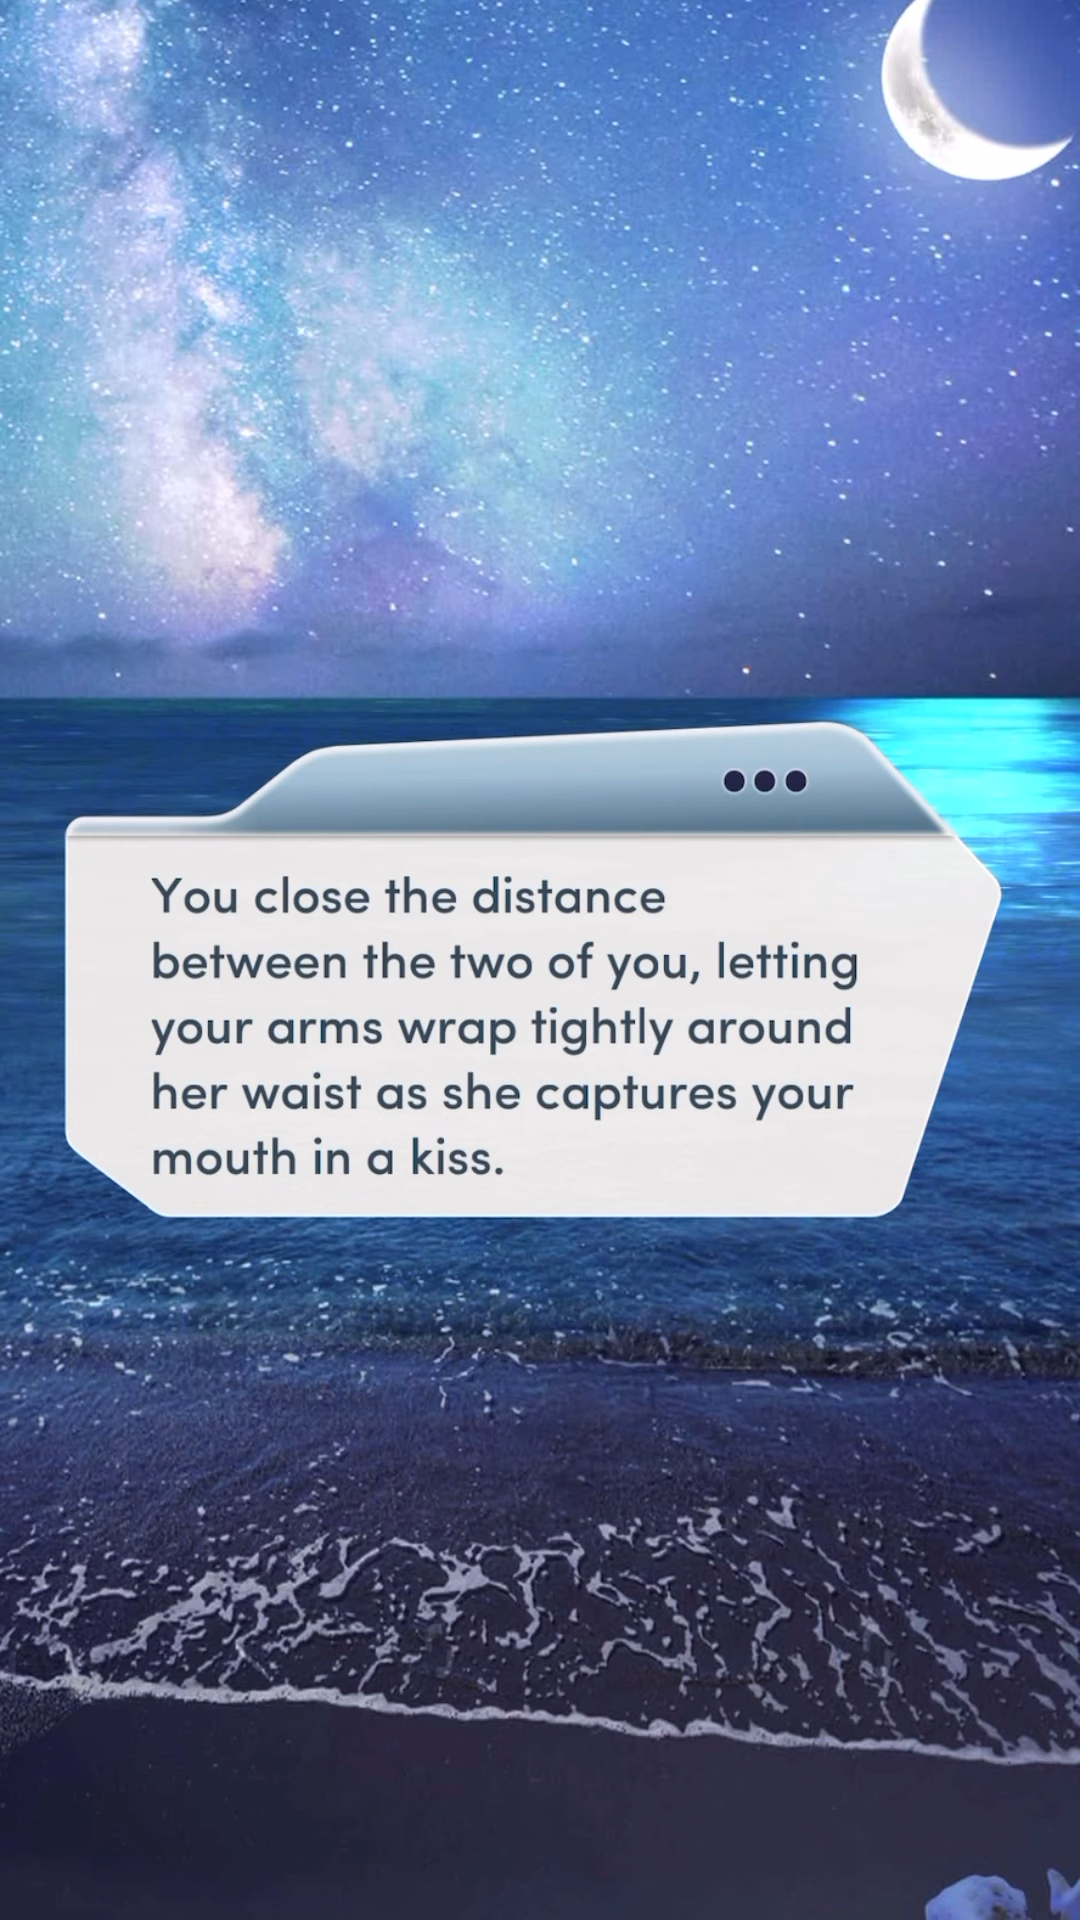 You close the distance
between the two of you, letting
your arms wrap tightly around
her waist as she captures your
mouth in a kiss.